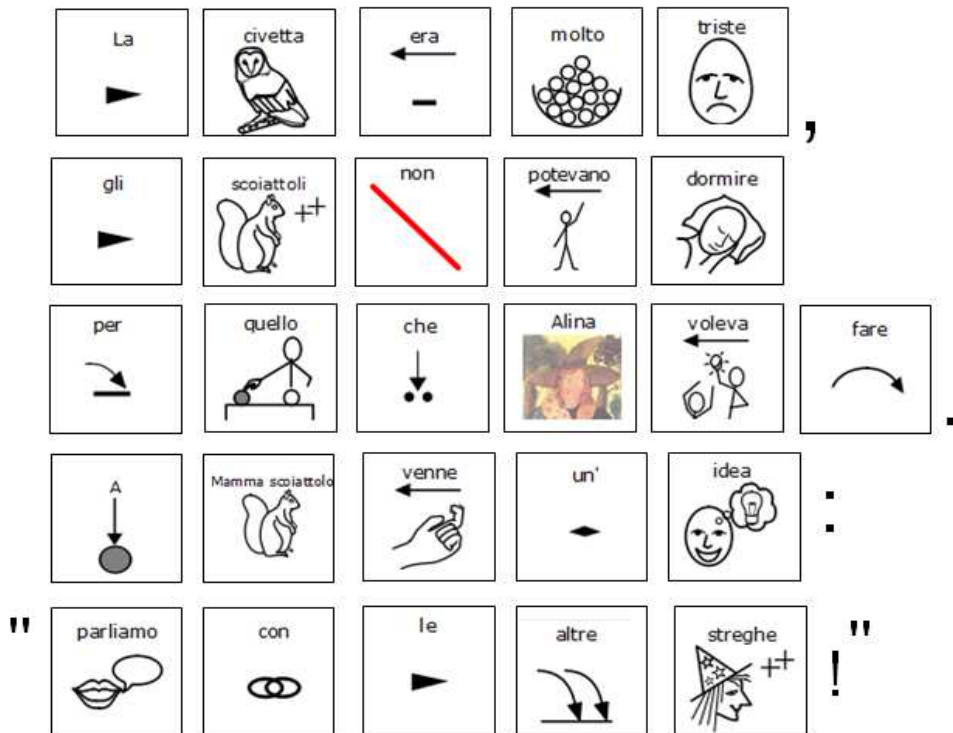 La civetta era molto triste ,
gli scoiattoli non potevano dormire
per quello che Alina voleva fare .
A Mamma scoiattolo venne un' idea :
" parliamo con le altre streghe ! "